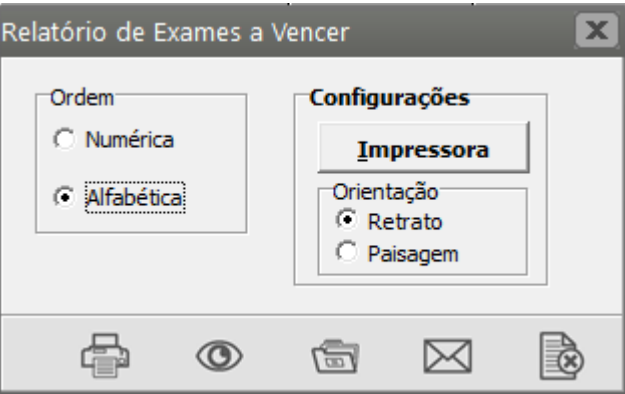 Relatório de Exames a Vencer
Ordem
Numérica
Alfabética
Configurações
Impressora
Orientação
Retrato
Paisagem